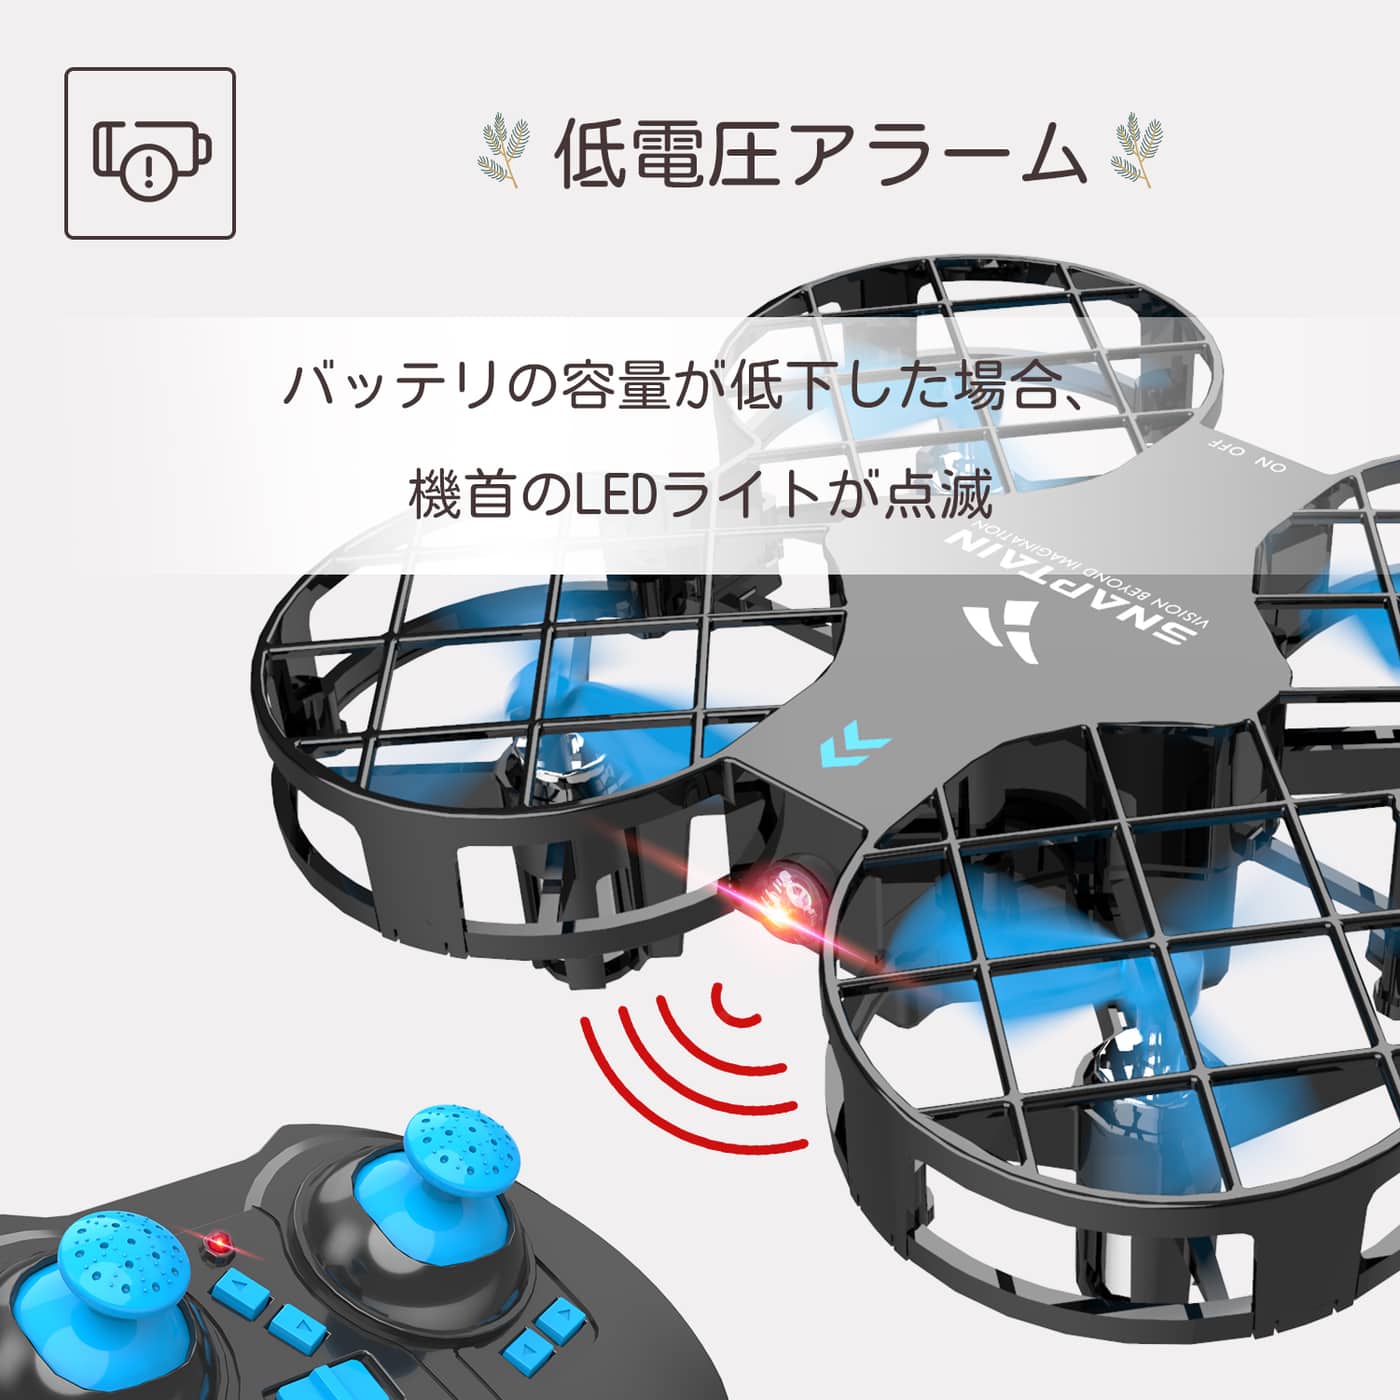 低電圧アラーム
バッテリの容量が低下した場合、
機首のLEDライトが点滅
ON OFF
SNAPTAIN
VISION BEYOND IMAGINATION